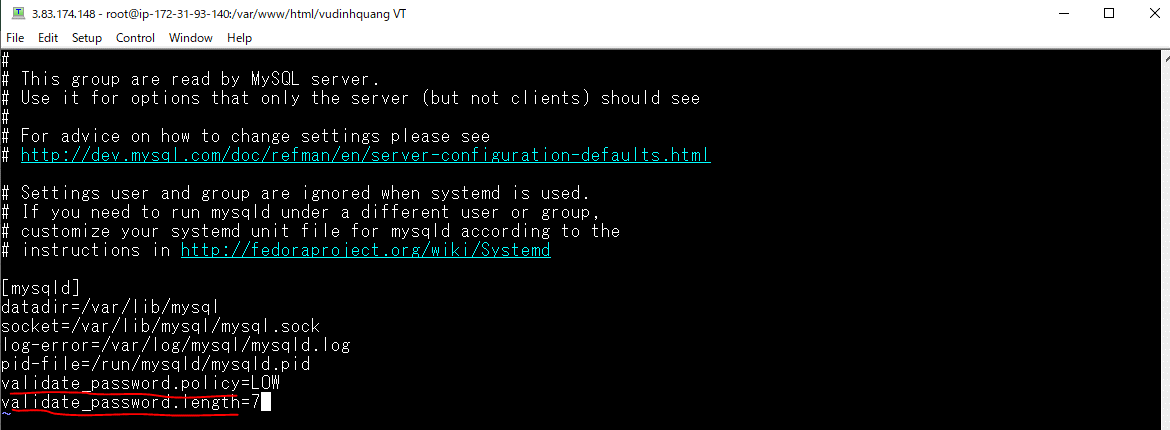 3.83.174.148 - root@ip-172-31-93-140:/var/www/html/vudinhquang VT
File Edit Setup Control Window Help
#
# This group are read by MySQL server.
# Use it for options that only the server (but not clients) should see
#
# For advice on how to change settings please see
# http://dev.mysql.com/doc/refman/en/server-configuration-defaults.html
# Settings user and group are ignored when systemd is used.
# If you need to run mysqld under a different user or group,
# customize your systemd unit file for mysqld according to the
# instructions in http://fedoraproject.org/wiki/Systemd
[mysqld]
datadir=/var/lib/mysql
socket=/var/lib/mysql/mysql.sock
log-error=/var/log/mysql/mysqld.log
pid-file=/run/mysqld/mysqld.pid
validate_password.policy=LOW
validate_password.length=7
~